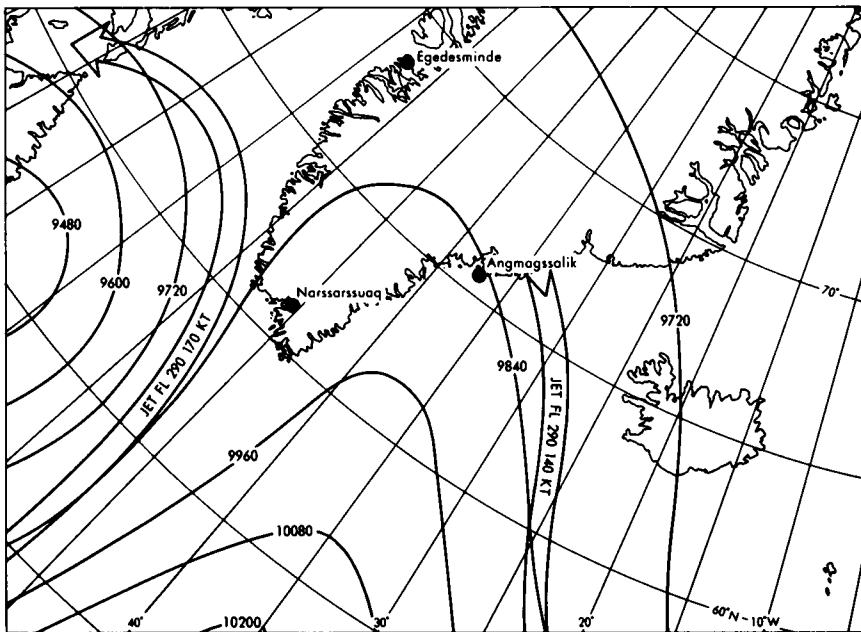 Egedesminde
9480
9600
9720
Angmagssalik
Narssarssuaq
70°
9720
JET FL 290 170 KT
9840
JET FL 290 140 KT
9960
10080
40°
10200
30°
20°
60°N-10°W